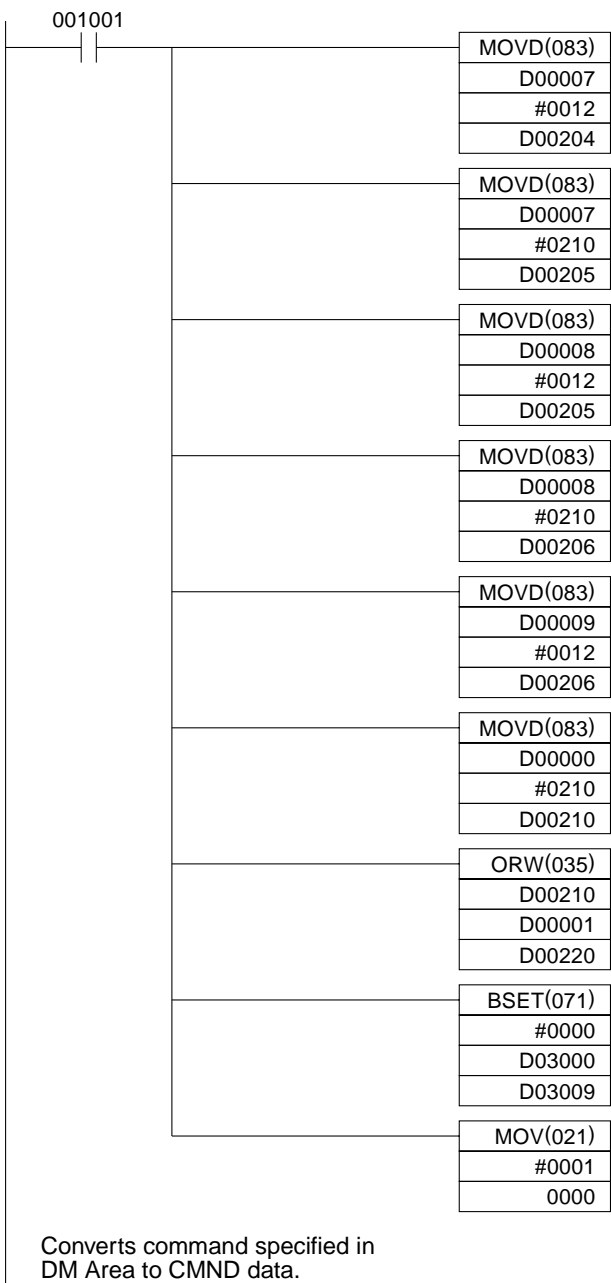 001001
MOVD(083)
D00007
#0012
D00204
MOVD(083)
D00007
#0210
D00205
MOVD(083)
D00008
#0012
D00205
MOVD(083)
D00008
#0210
D00206
MOVD(083)
D00009
#0012
D00206
MOVD(083)
D00000
#0210
D00210
ORW(035)
D00210
D00001
D00220
BSET(071)
#0000
D03000
D03009
MOV(021)
#0001
0000
Converts command specified in
DM Area to CMND data.